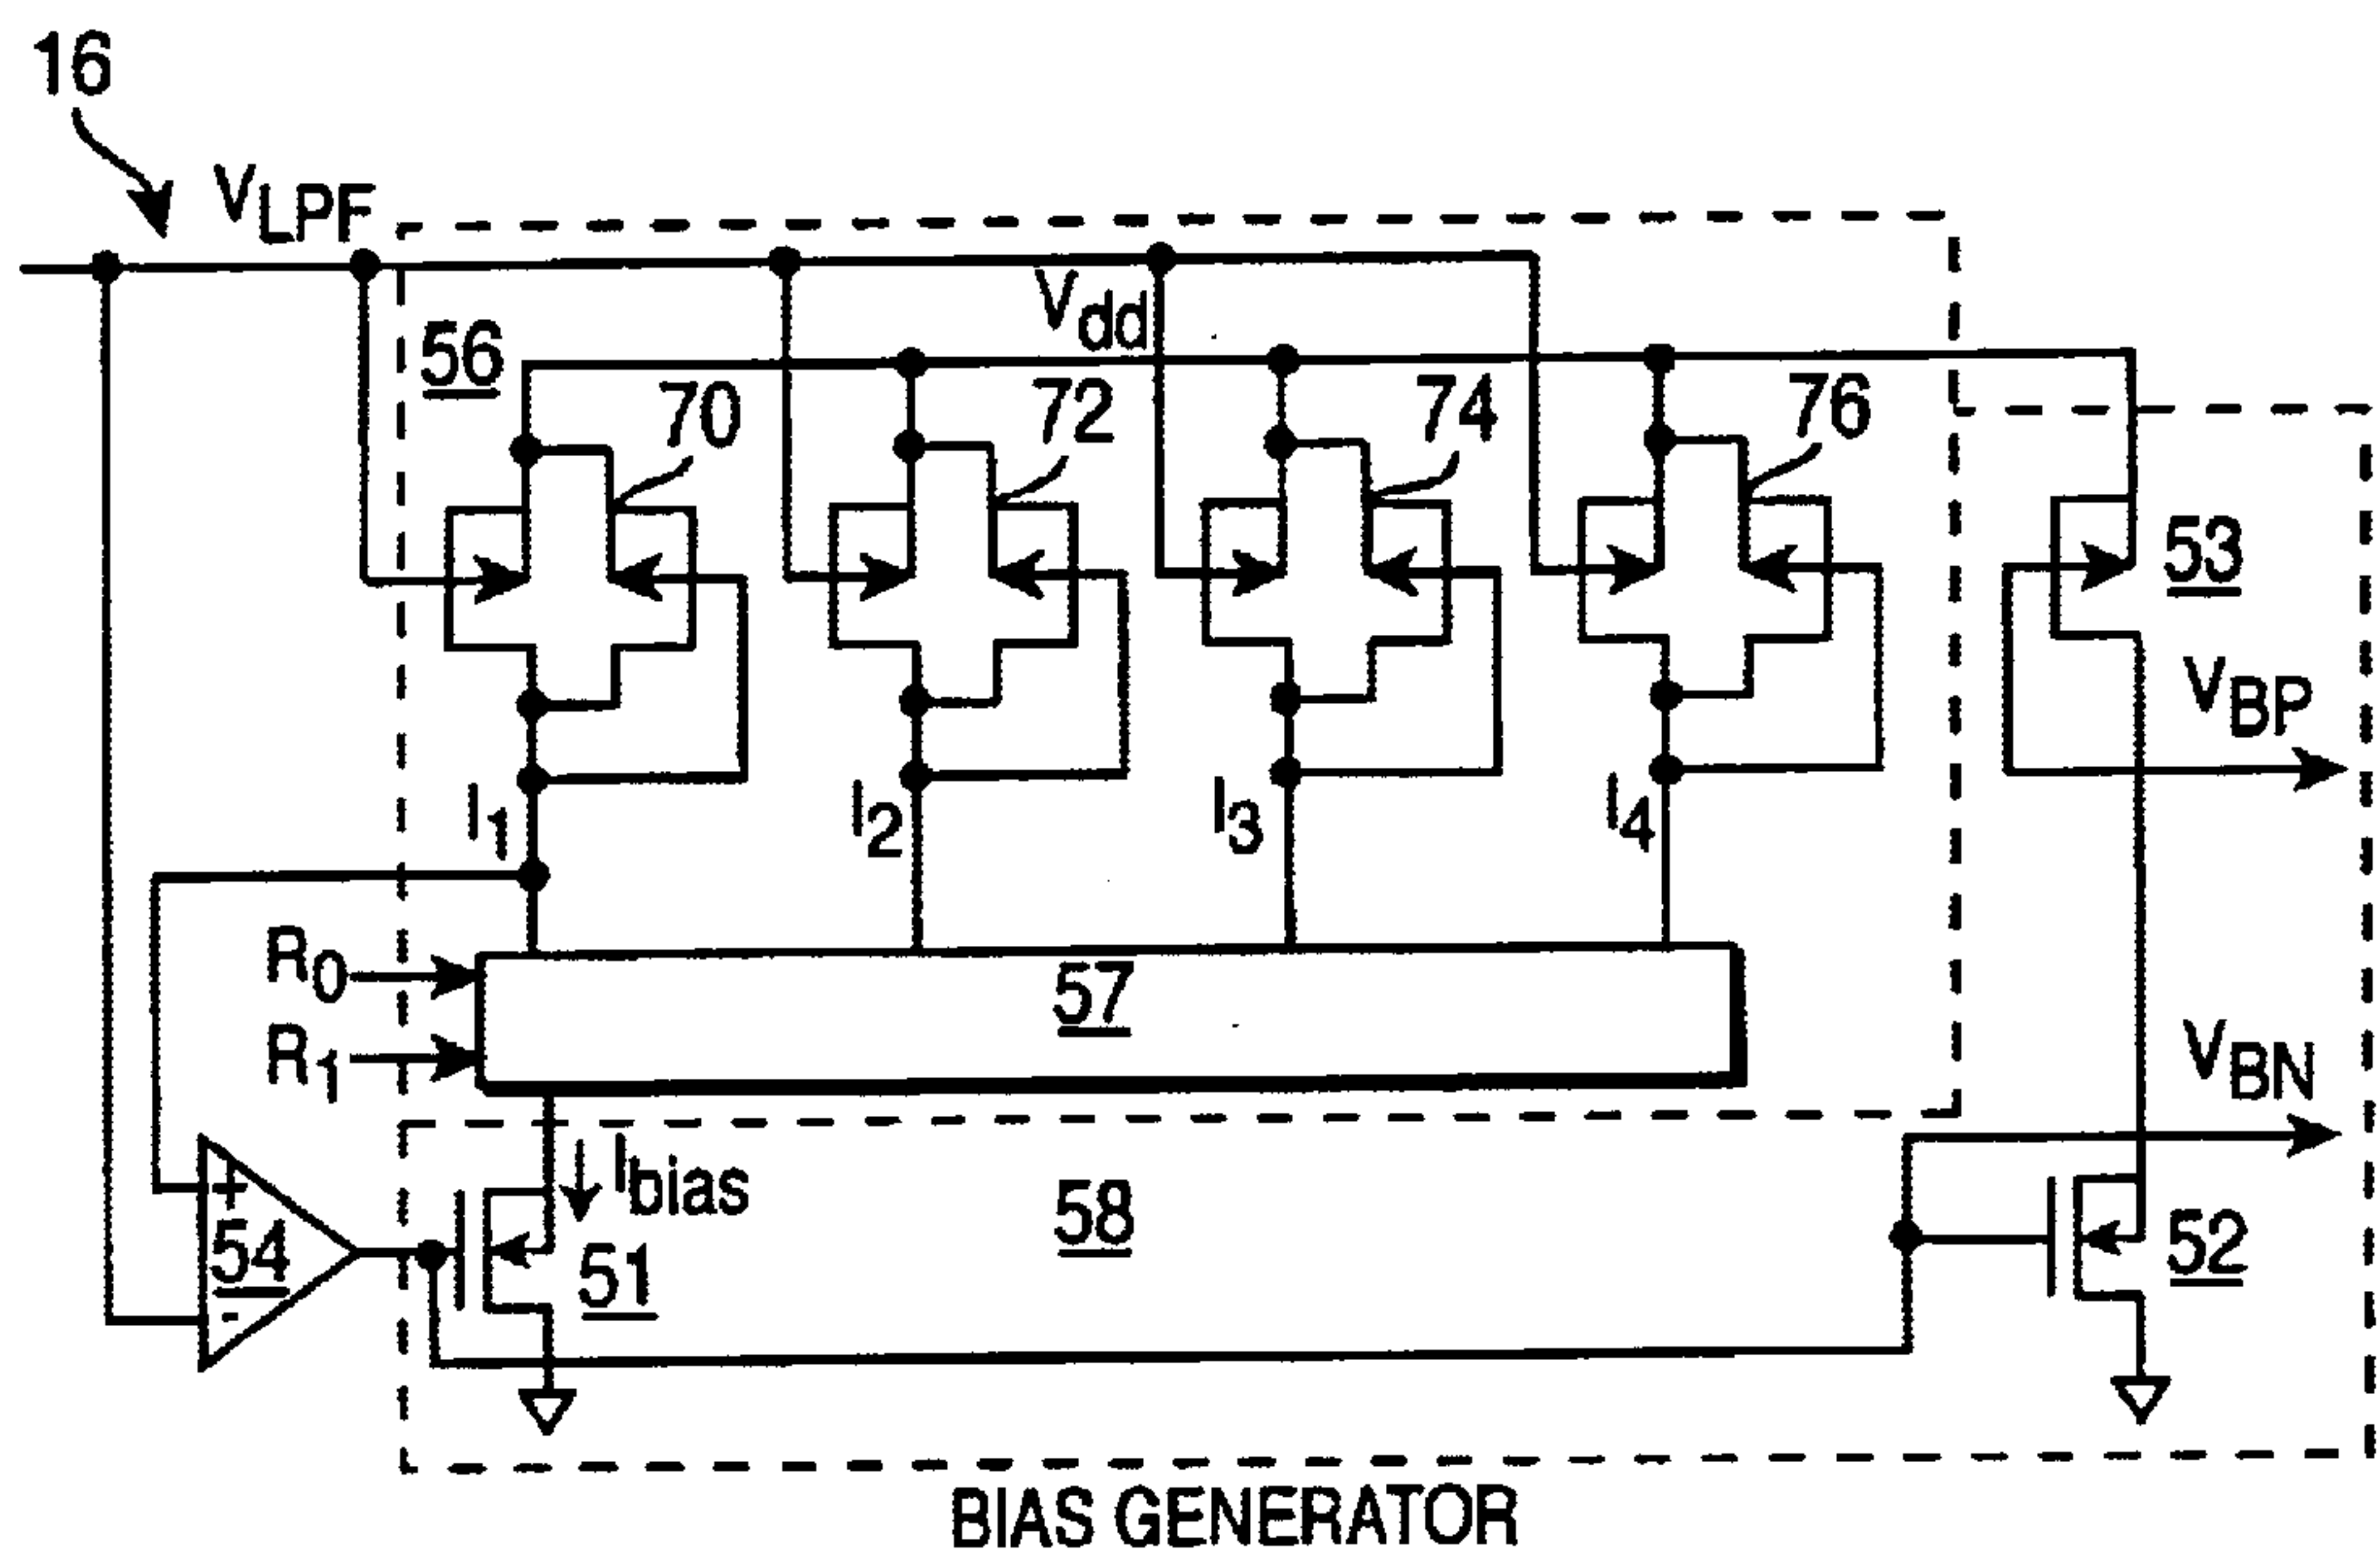 16
VLPF
Vdd
56
70
72
74
76
53
VBP
I1
I2
I3
I4
R0
57
R1
VBN
Ibias
+
54
-
51
58
52
BIAS GENERATOR